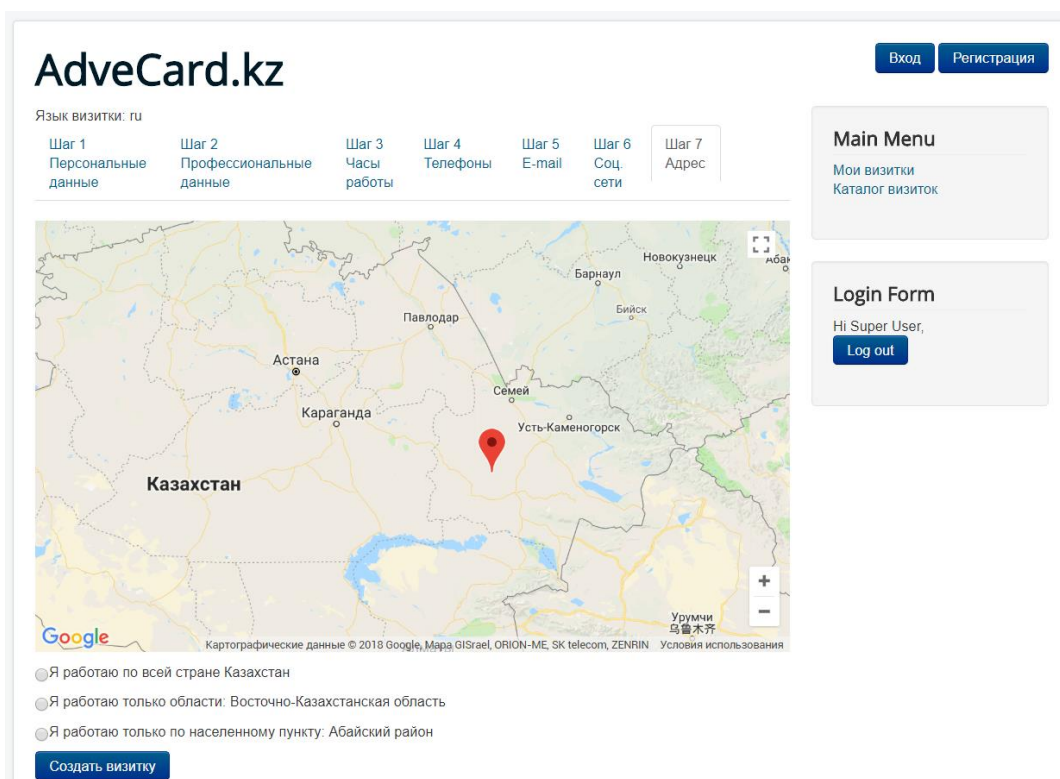 AdveCard.kz
Вход
Регистрация
Язык визитки: ru
Шаг 1
Персональные
данные
Шаг 2
Профессиональные
данные
Шаг 3
Часы
работы
Шаг 4
Телефоны
Шаг 5
E-mail
Шаг 6
Соц.
сети
Шаг 7
Адрес
Main Menu
Мои визитки
Каталог визиток
Login Form
Hi Super User,
Log out
Новокузнецк
Барнаул
Бийск
Павлодар
Астана
Семей
Караганда
Усть-Каменогорск
Казахстан
Урумчи
乌鲁木齐
Google
Картографические данные © 2018 Google, Mapa GISrael, ORION-ME, SK telecom, ZENRIN
Условия использования
Я работаю по всей стране Казахстан
Я работаю только области: Восточно-Казахстанская область
Я работаю только по населенному пункту: Абайский район
Создать визитку